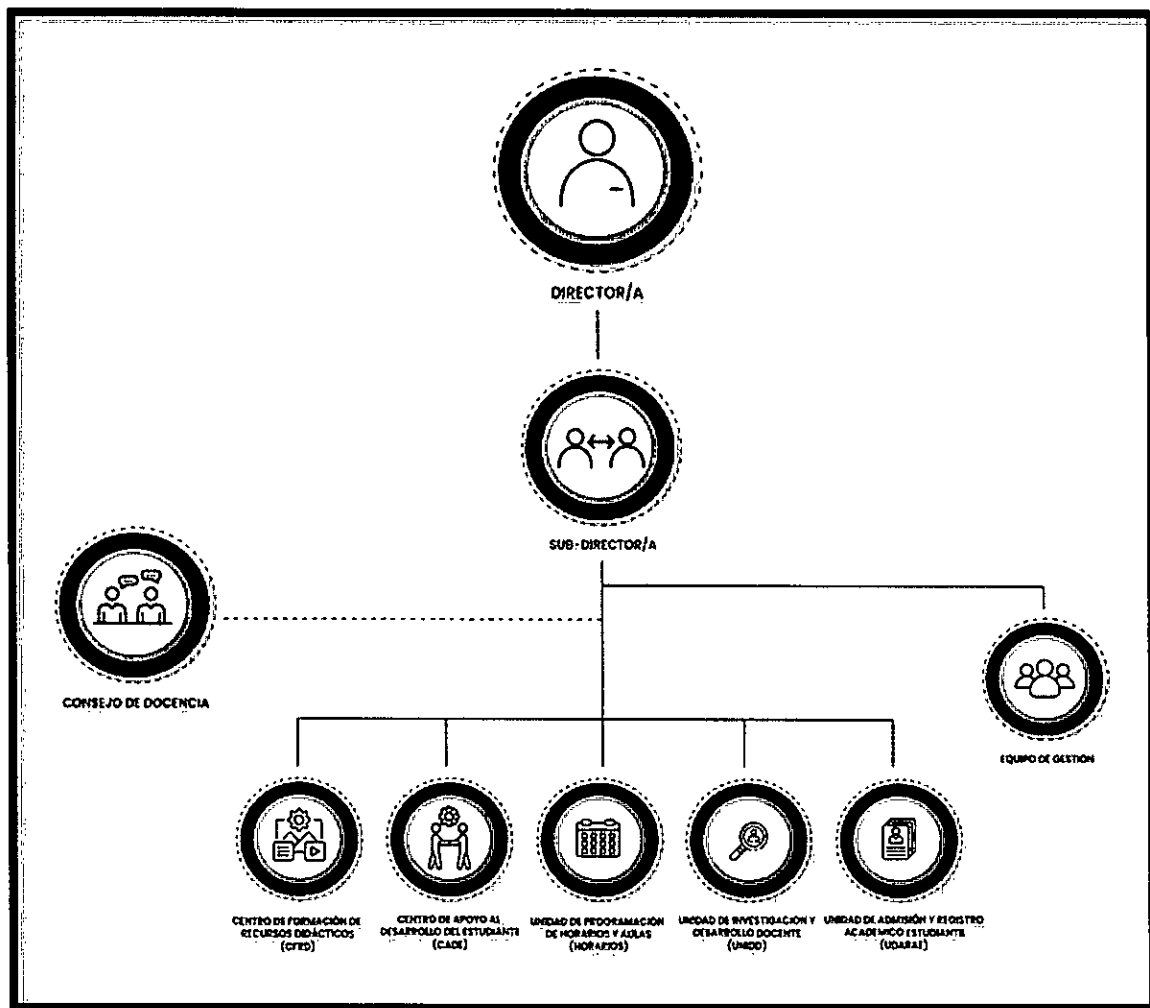 DIRECTOR/A
SUB-DIRECTOR/A
CONSEJO DE DOCENCIA
EQUIPO DE GESTIÓN
CENTRO DE FORMACIÓN DE
RECURSOS DIDÁCTICOS
(CFRD)
CENTRO DE APOYO AL
DESARROLLO DEL ESTUDIANTE
(CADE)
UNIDAD DE PROGRAMACIÓN
DE HORARIOS Y AULAS
(HORARIOS)
UNIDAD DE INVESTIGACIÓN Y
DESARROLLO DOCENTE
(UNIDD)
UNIDAD DE ADMISIÓN Y REGISTRO
ACADEMICO ESTUDIANTE
(UDARAE)